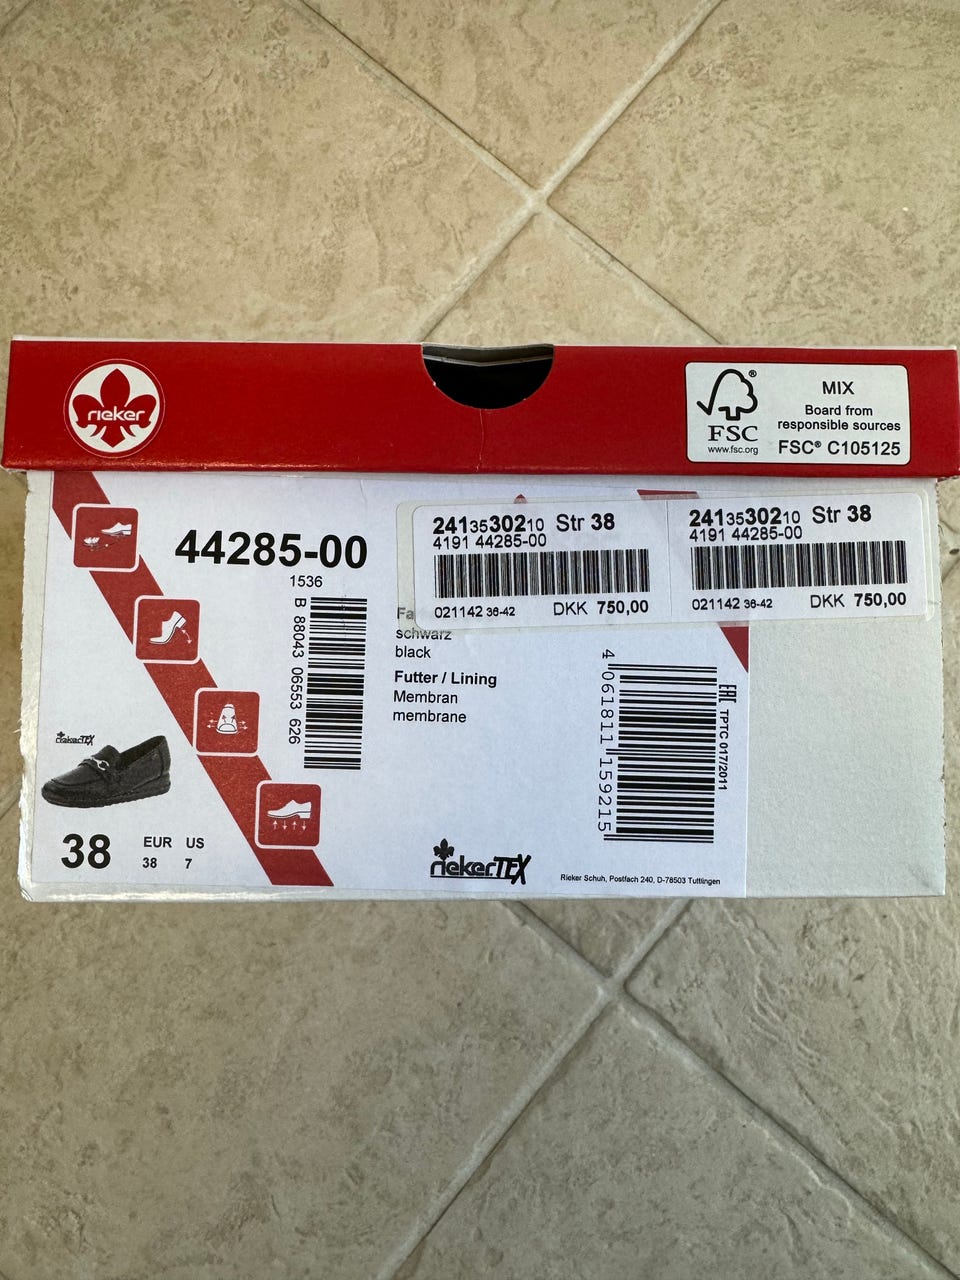 rieker
FSC®
www.fsc.org
MIX
Board from
responsible sources
FSC® C105125
44285-00
1536
B 88043 06553 626
241 35 302 10 Str 38
4191 44285-00
021142 36-42 DKK 750,00
241 35 302 10 Str 38
4191 44285-00
021142 36-42 DKK 750,00
schwarz
black
Futter / Lining
Membran
membrane
4 061811 159215
EAC TPTC 017/2011
riekerTEX
38
EUR US
38 7
riekerTEX
Rieker Schuh, Postfach 240, D-78503 Tuttlingen